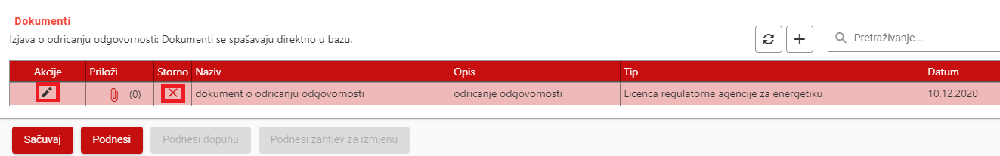 Dokumenti
Izjava o odricanju odgovornosti: Dokumenti se spašavaju direktno u bazu.
Pretraživanje...
Akcije Priloži Storno Naziv Opis Tip Datum
(0) dokument o odricanju odgovornosti odricanje odgovornosti Licenca regulatorne agencije za energetiku 10.12.2020
Sačuvaj Podnesi Podnesi dopunu Podnesi zahtjev za izmjenu